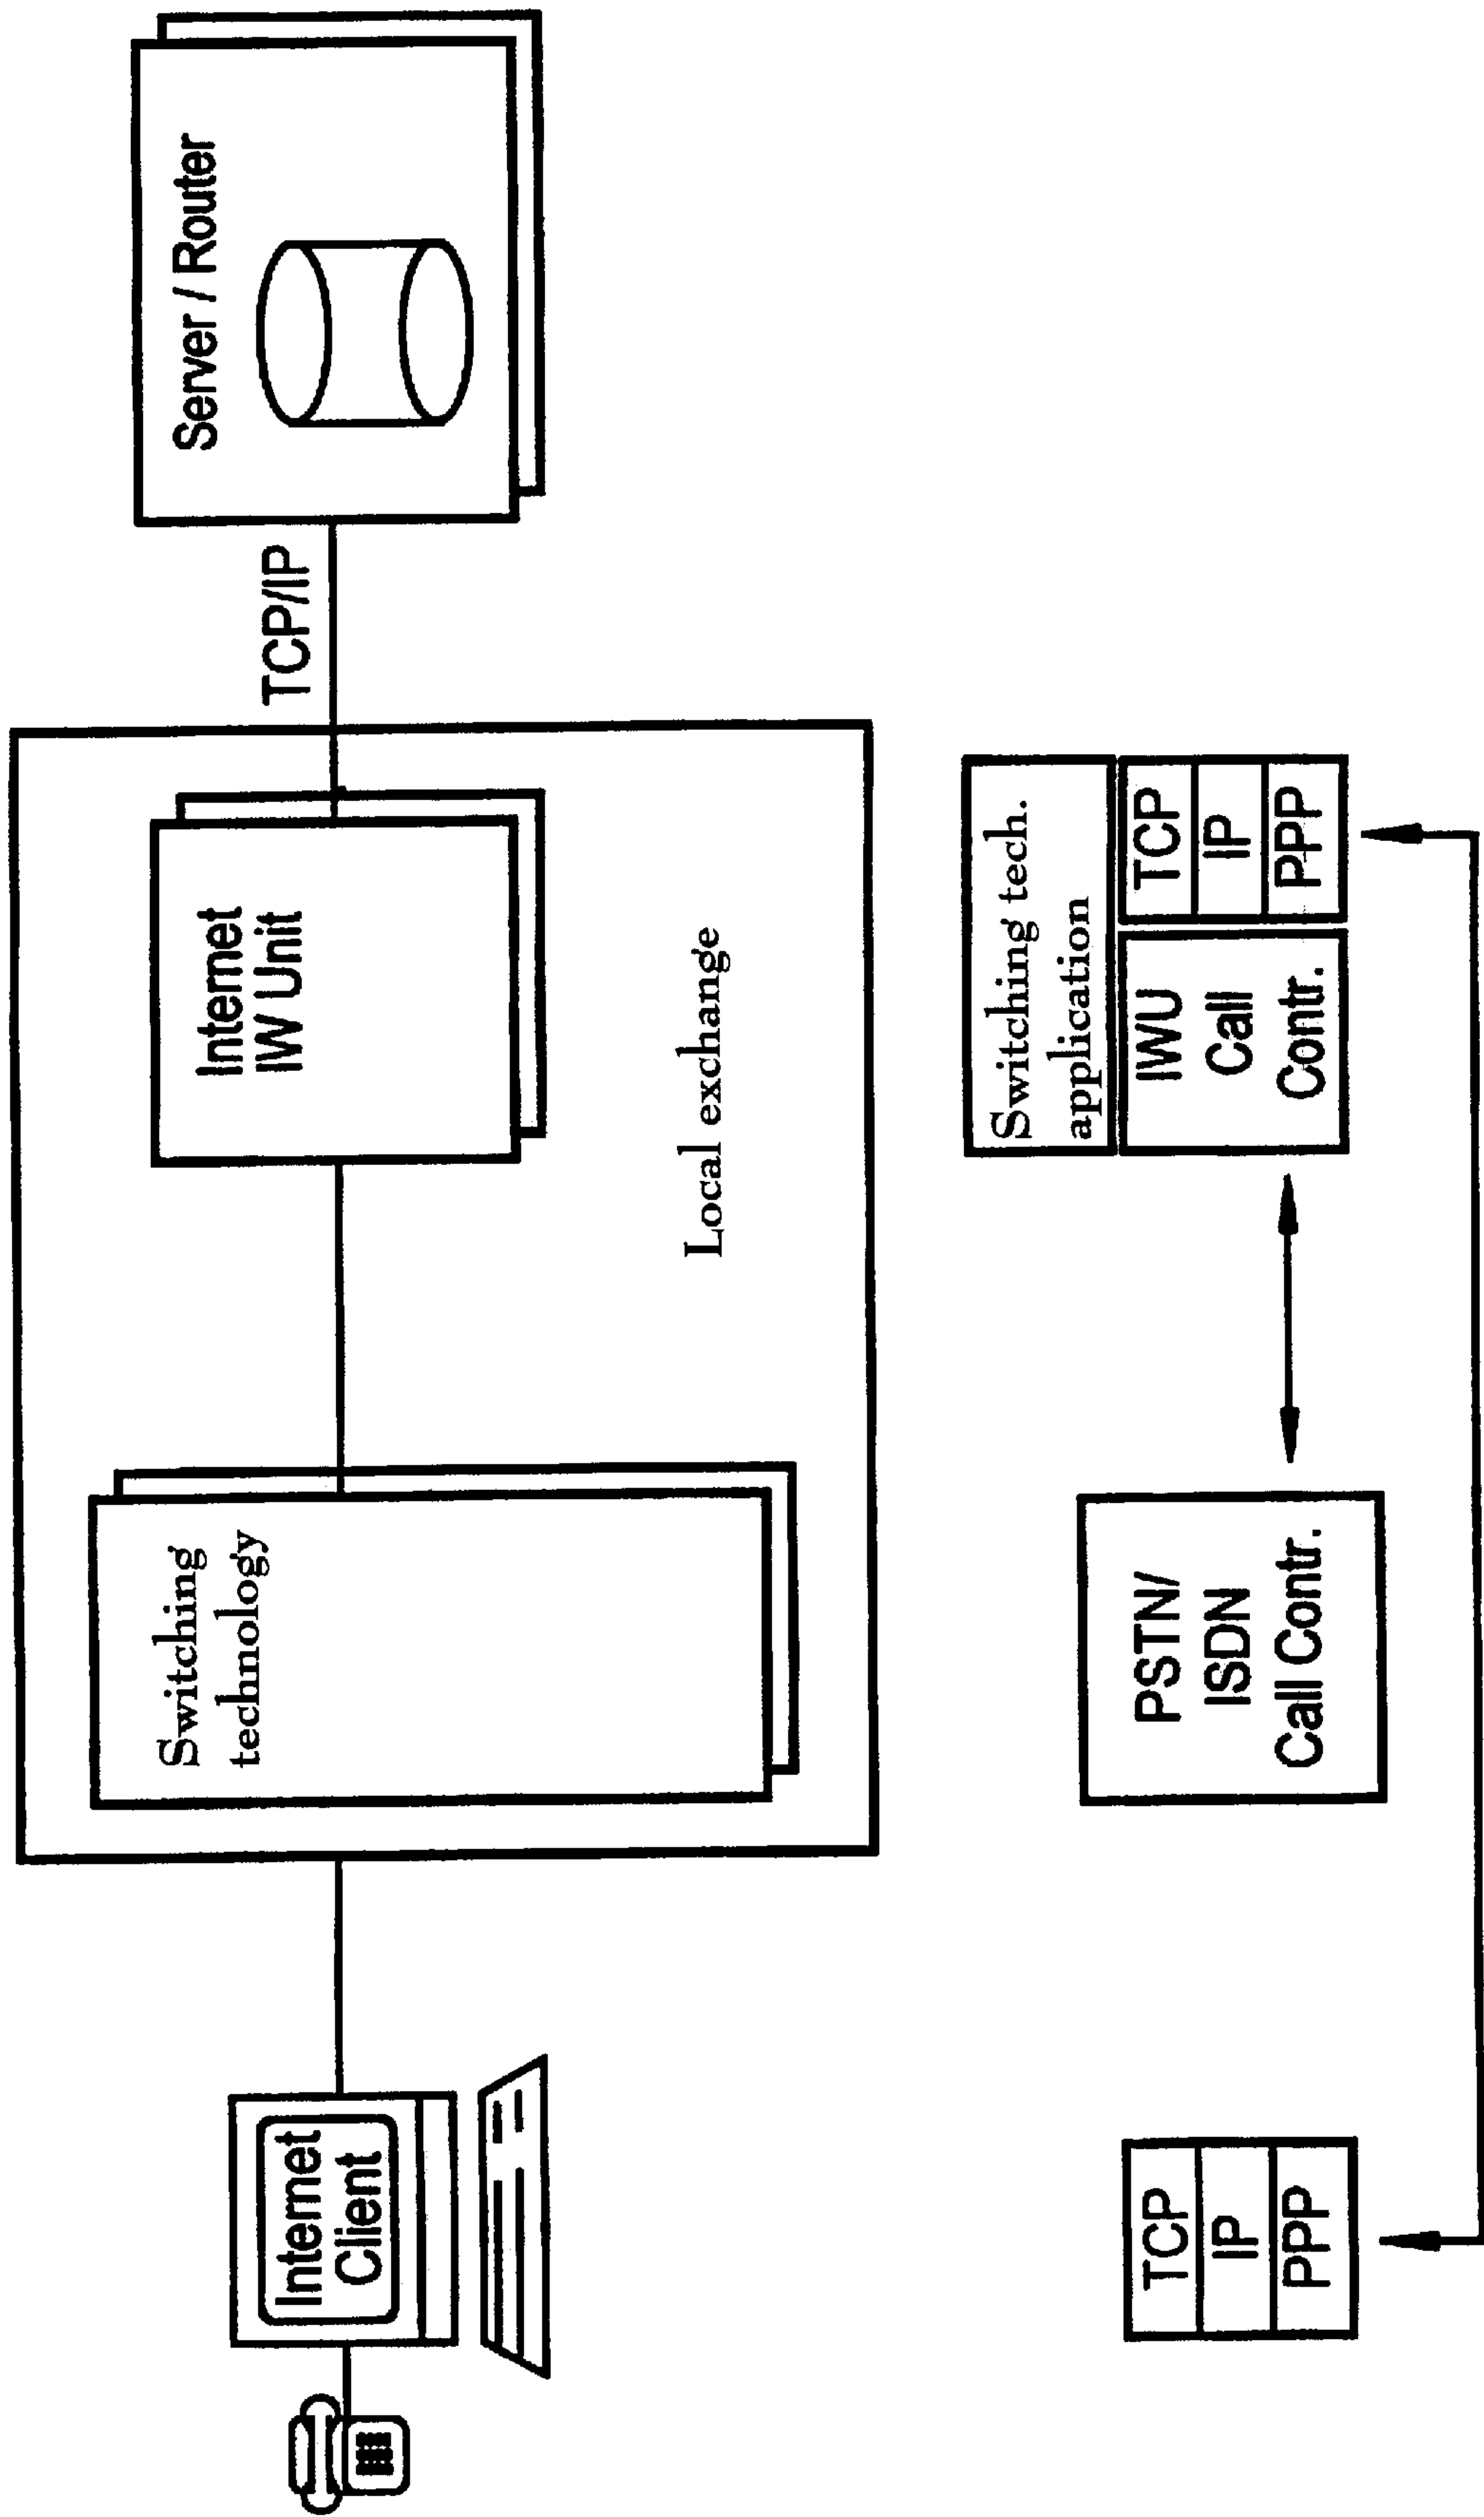 Internet
Client
Switching
technology
Internet
IW Unit
Local exchange
TCP/IP
Server / Router
TCP
IP
PPP
PSTN/
ISDN
Call Contr.
Switching tech.
application
IWU
Call
Contr.
TCP
IP
PPP